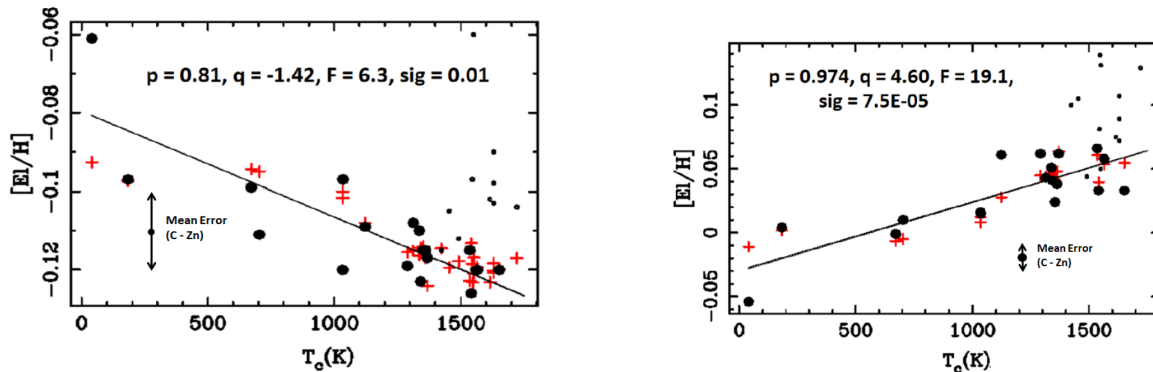 -0.06
-0.08
-0.1
-0.12
[El/H]
p = 0.81, q = -1.42, F = 6.3, sig = 0.01
Mean Error
(C - Zn)
0
500
1000
1500
T_c(K)
0.1
0.05
0
-0.05
[El/H]
p = 0.974, q = 4.60, F = 19.1,
sig = 7.5E-05
Mean Error
(C - Zn)
0
500
1000
1500
T_c(K)